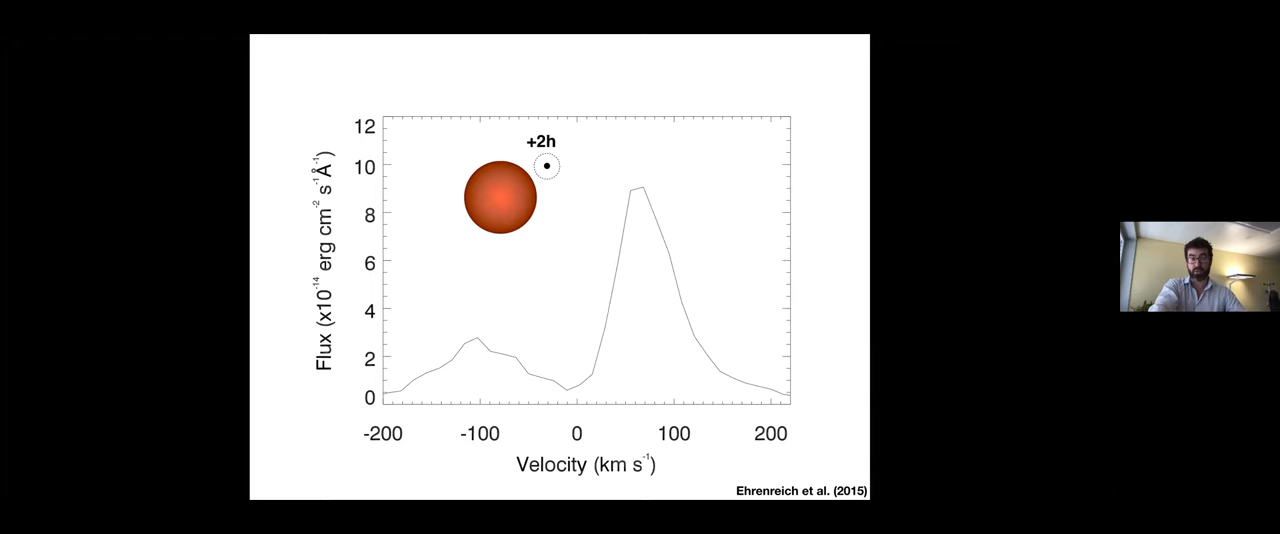 +2h
12
10
8
6
4
2
0
Flux (x10⁻¹⁴ erg cm⁻² s⁻¹ Å⁻¹)
-200 -100 0 100 200
Velocity (km s⁻¹)
Ehrenreich et al. (2015)